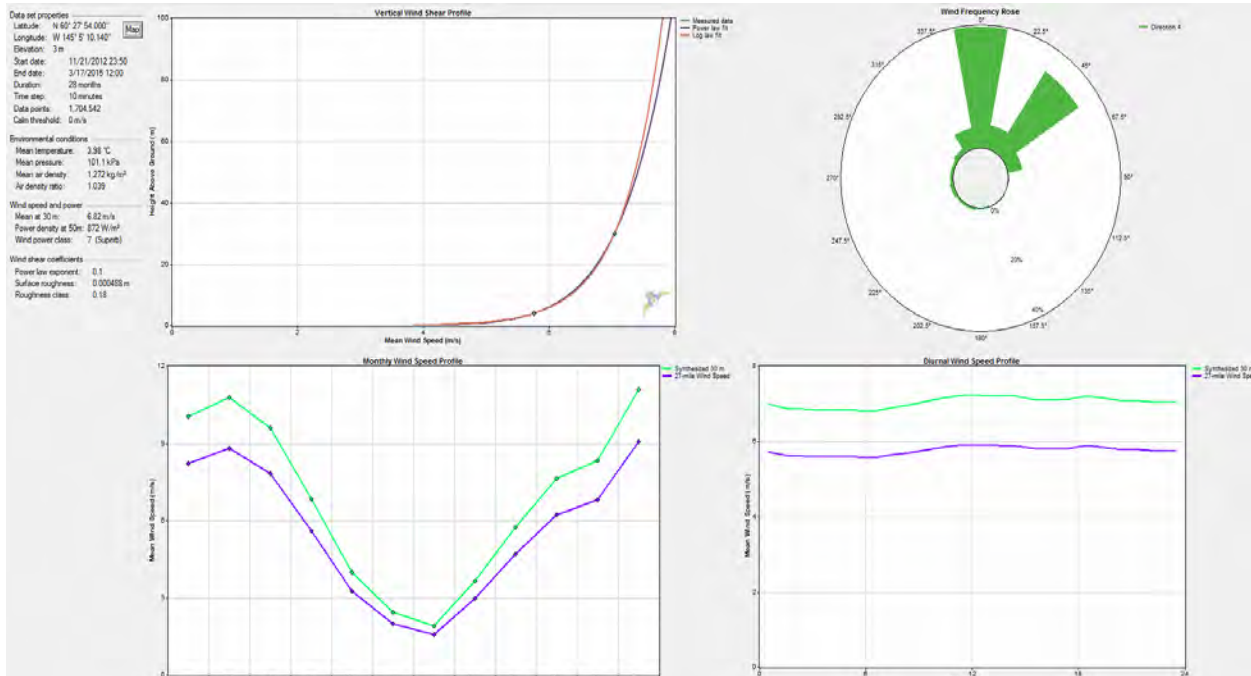 Data set properties
Latitude: N 60° 27' 54.000"
Map
Longitude: W 145° 5' 10.140"
Elevation: 3 m
Start date: 11/21/2012 23:50
End date: 3/17/2015 12:00
Duration: 28 months
Time step: 10 minutes
Data points: 1,704,542
Calm threshold: 0 m/s
Environmental conditions
Mean temperature: 3.98 °C
Mean pressure: 101.1 kPa
Mean air density: 1.272 kg/m³
Air density ratio: 1.039
Wind speed and power
Mean at 30 m: 6.82 m/s
Power density at 50m: 872 W/m²
Wind power class: 7 (Superb)
Wind shear coefficients
Power law exponent: 0.1
Surface roughness: 0.000488 m
Roughness class: 0.18
Vertical Wind Shear Profile
Measured data
Power law fit
Log law fit
Height Above Ground (m)
100
80
60
40
20
0
0
2
4
6
8
Mean Wind Speed (m/s)
Wind Frequency Rose
Direction 4
0°
22.5°
45°
67.5°
90°
112.5°
135°
157.5°
180°
202.5°
225°
247.5°
270°
292.5°
315°
337.5°
0%
20%
40%
Monthly Wind Speed Profile
Synthesized 30 m
27-mile Wind Speed
Mean Wind Speed (m/s)
12
9
6
3
0
Diurnal Wind Speed Profile
Synthesized 30 m
27-mile Wind Speed
Mean Wind Speed (m/s)
8
6
4
2
0
0
6
12
18
24